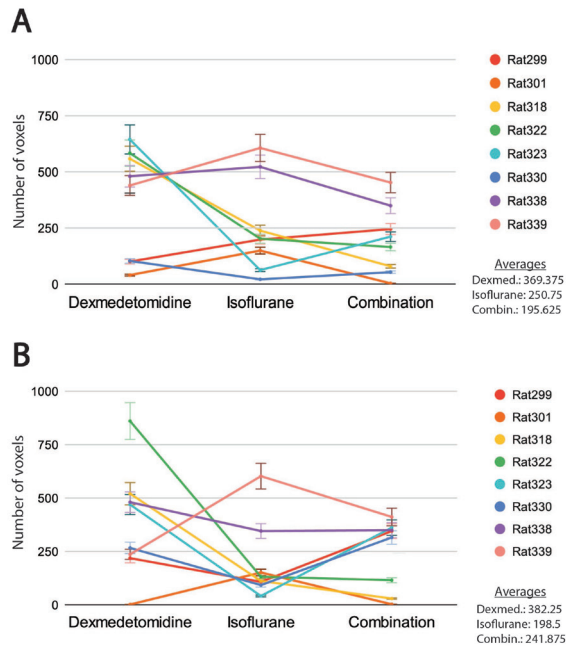 A
Number of voxels
1000
750
500
250
0
Dexmedetomidine Isoflurane Combination
Rat299
Rat301
Rat318
Rat322
Rat323
Rat330
Rat338
Rat339
Averages
Dexmed.: 369.375
Isoflurane: 250.75
Combin.: 195.625
B
Number of voxels
1000
750
500
250
0
Dexmedetomidine Isoflurane Combination
Rat299
Rat301
Rat318
Rat322
Rat323
Rat330
Rat338
Rat339
Averages
Dexmed.: 382.25
Isoflurane: 198.5
Combin.: 241.875